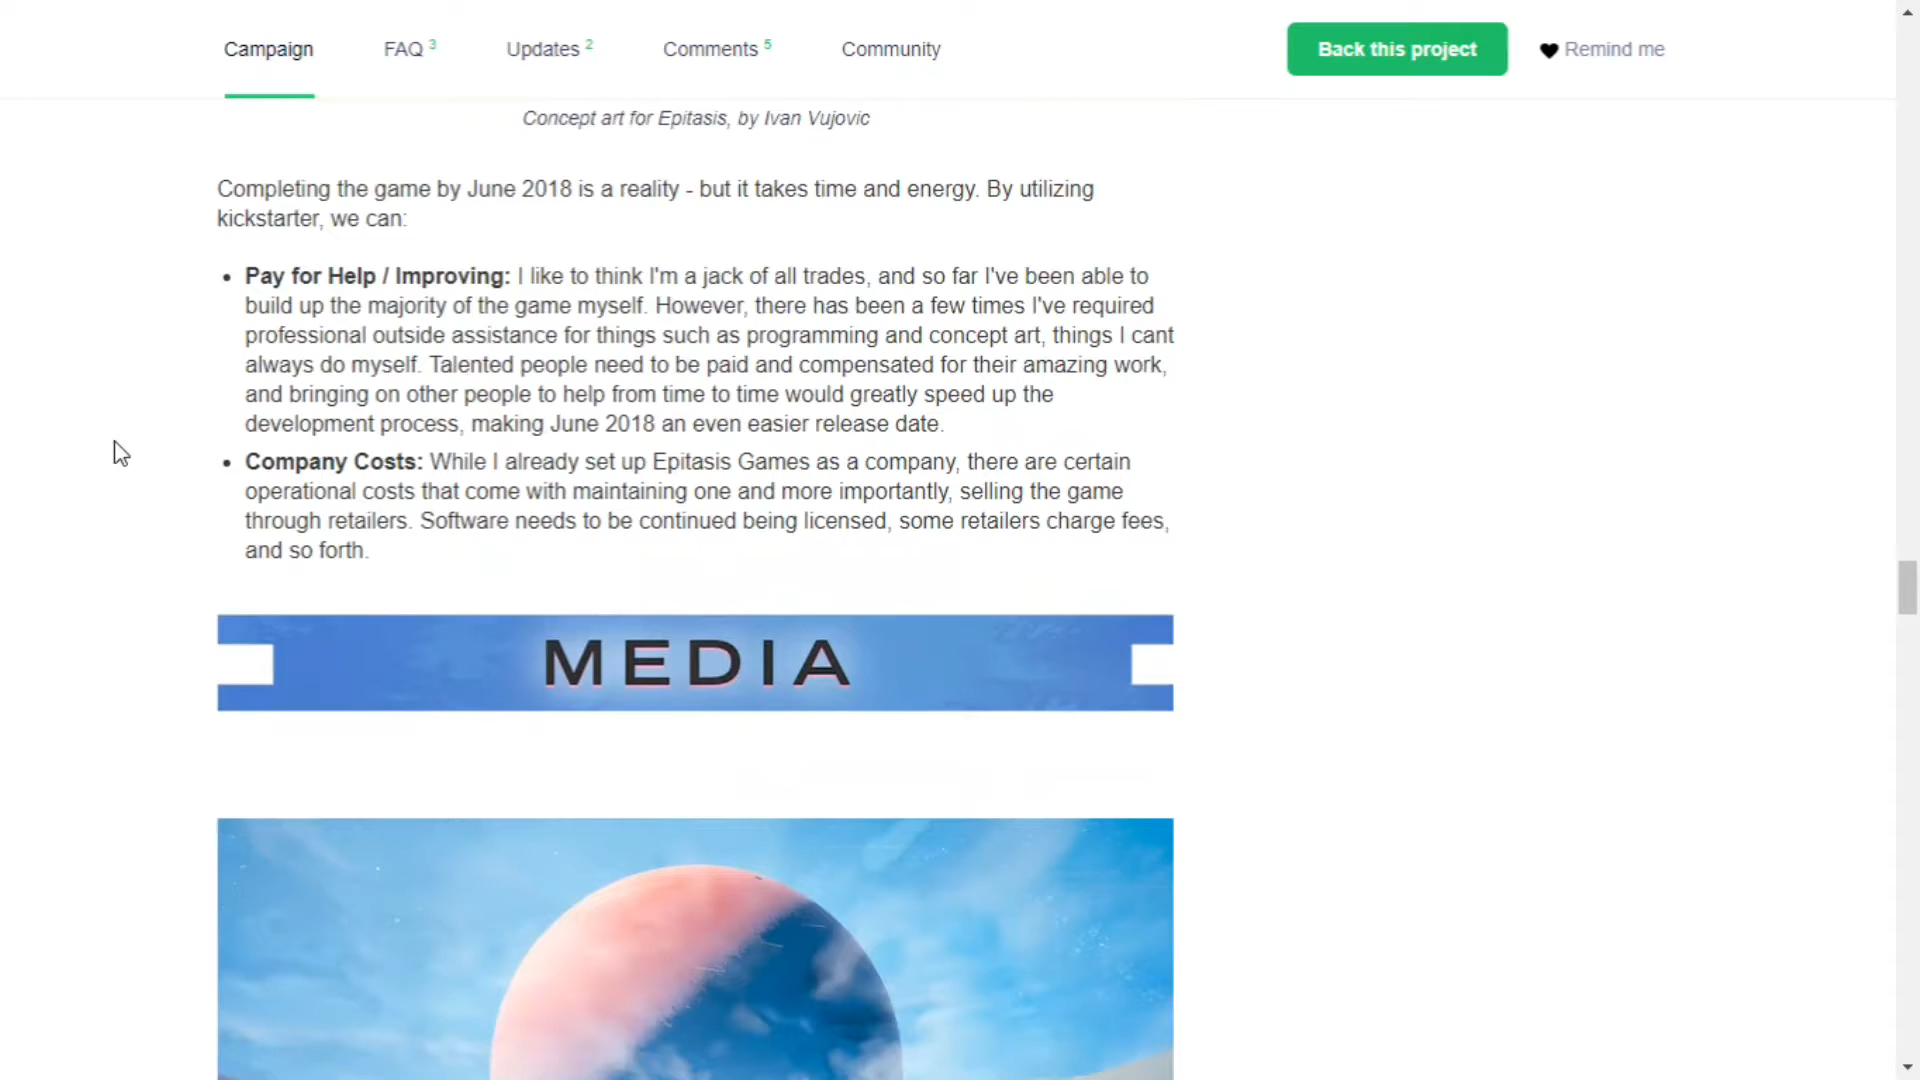 Campaign FAQ 3 Updates 2 Comments 5 Community Back this project Remind me
Concept art for Epitasis, by Ivan Vujovic
Completing the game by June 2018 is a reality - but it takes time and energy. By utilizing
kickstarter, we can:
• Pay for Help / Improving: I like to think I'm a jack of all trades, and so far I've been able to
build up the majority of the game myself. However, there has been a few times I've required
professional outside assistance for things such as programming and concept art, things I cant
always do myself. Talented people need to be paid and compensated for their amazing work,
and bringing on other people to help from time to time would greatly speed up the
development process, making June 2018 an even easier release date.
• Company Costs: While I already set up Epitasis Games as a company, there are certain
operational costs that come with maintaining one and more importantly, selling the game
through retailers. Software needs to be continued being licensed, some retailers charge fees,
and so forth.
MEDIA